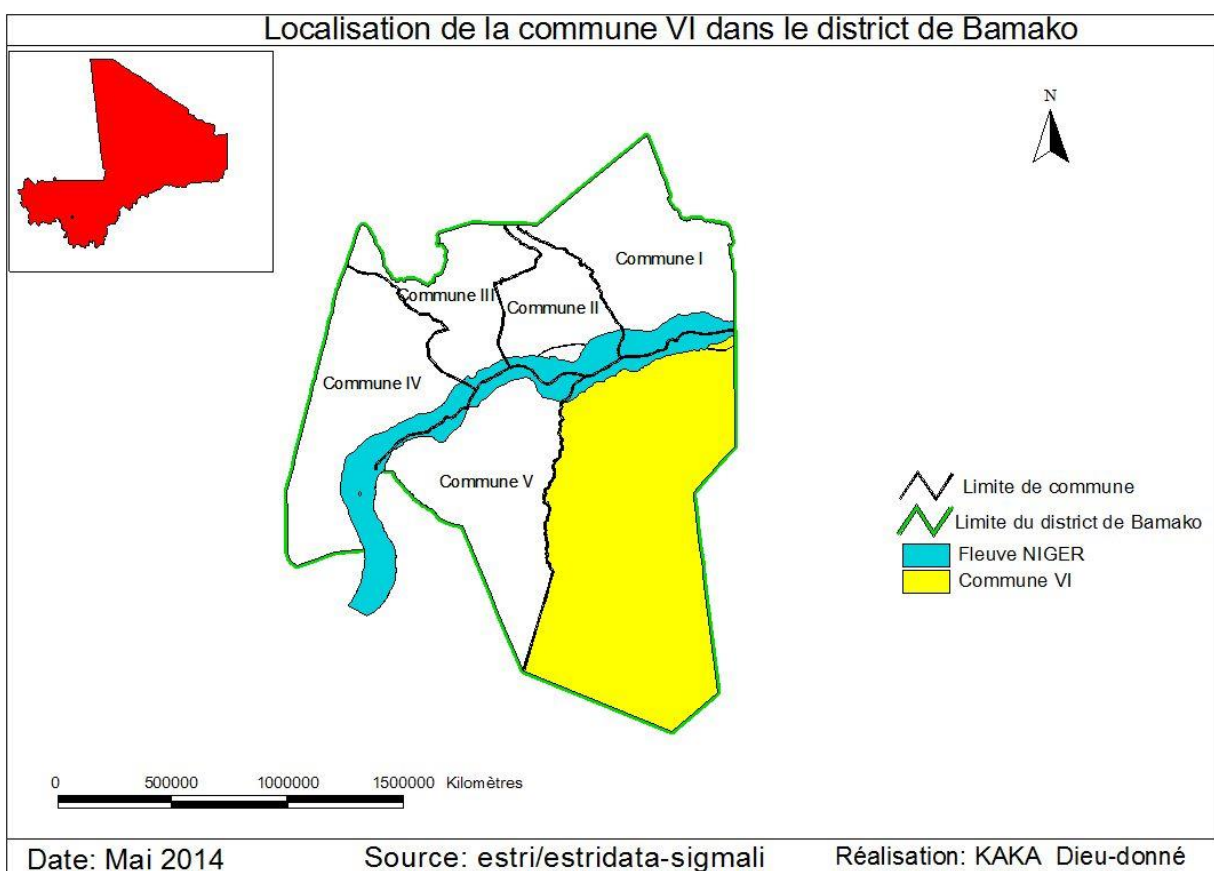 Localisation de la commune VI dans le district de Bamako
N
Commune I
Commune III
Commune II
Commune IV
Commune V
Limite de commune
Limite du district de Bamako
Fleuve NIGER
Commune VI
0 500000 1000000 1500000 Kilomètres
Date: Mai 2014 Source: estri/estridata-sigmali Réalisation: KAKA Dieu-donné